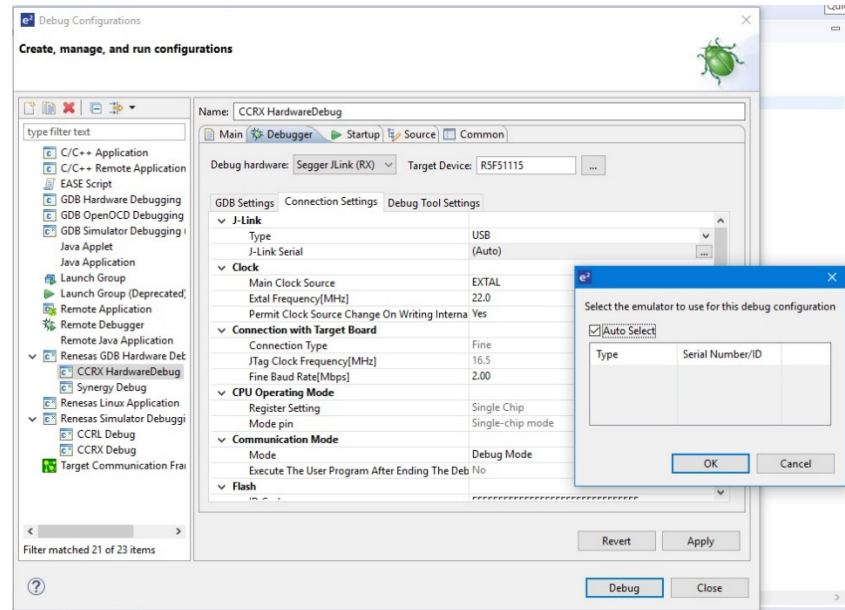 Debug Configurations
Create, manage, and run configurations
type filter text
C/C++ Application
C/C++ Remote Application
EASE Script
GDB Hardware Debugging
GDB OpenOCD Debugging
GDB Simulator Debugging (
Java Applet
Java Application
Launch Group
Launch Group (Deprecated)
Remote Application
Remote Debugger
Remote Java Application
Renesas GDB Hardware Deb
CCRX HardwareDebug
Synergy Debug
Renesas Linux Application
Renesas Simulator Debuggi
CCRL Debug
CCRX Debug
Target Communication Fra
Filter matched 21 of 23 items
Name: CCRX HardwareDebug
Main Debugger Startup Source Common
Debug hardware: Segger JLink (RX) Target Device: R5F51115 ...
GDB Settings Connection Settings Debug Tool Settings
J-Link
Type USB
J-Link Serial (Auto) ...
Clock
Main Clock Source EXTAL
Extal Frequency[MHz] 22.0
Permit Clock Source Change On Writing Interna Yes
Connection with Target Board
Connection Type Fine
JTag Clock Frequency[MHz] 16.5
Fine Baud Rate[Mbps] 2.00
CPU Operating Mode
Register Setting Single Chip
Mode pin Single-chip mode
Communication Mode
Mode Debug Mode
Execute The User Program After Ending The Deb No
Flash
Revert Apply
Debug Close
e²
Select the emulator to use for this debug configuration
Auto Select
Type Serial Number/ID
OK Cancel